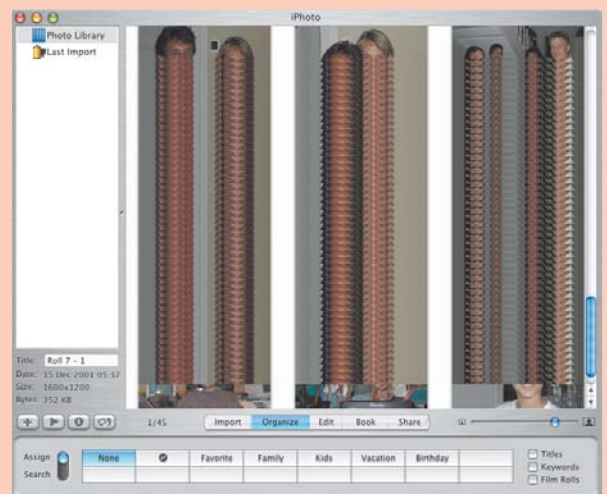 iPhoto
Photo Library
Last Import
Title: Roll 7 - 1
Date: 15 Dec 2001 05.37
Size: 1600x1200
Bytes: 352 KB
1/45
Import Organize Edit Book Share
Assign
Search
None Favorite Family Kids Vacation Birthday
Titles
Keywords
Film Rolls